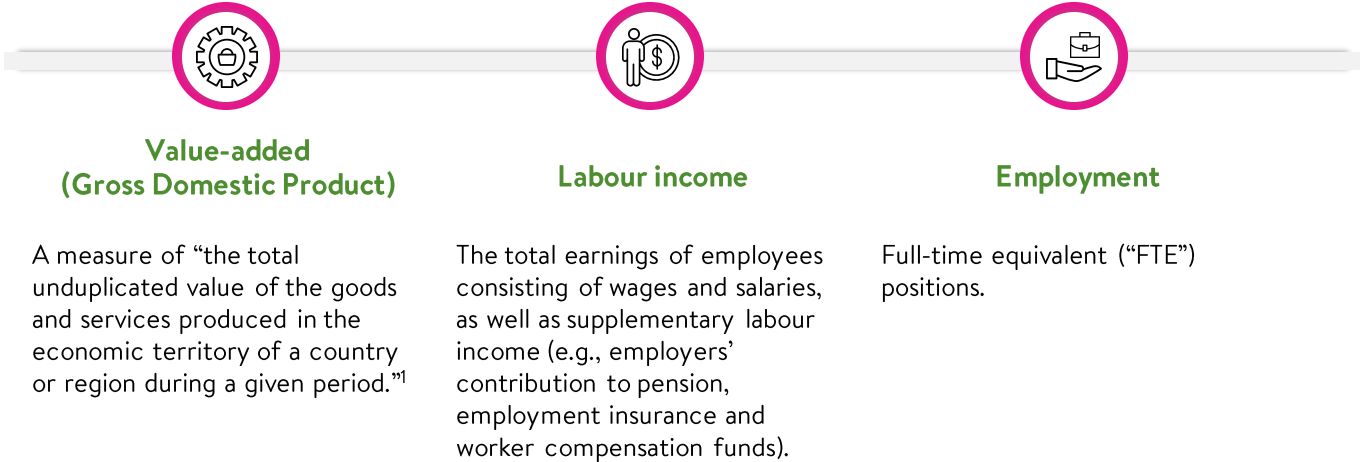 $
Value-added
(Gross Domestic Product)
A measure of “the total
unduplicated value of the goods
and services produced in the
economic territory of a country
or region during a given period.”1
Labour income
The total earnings of employees
consisting of wages and salaries,
as well as supplementary labour
income (e.g., employers’
contribution to pension,
employment insurance and
worker compensation funds).
Employment
Full-time equivalent (“FTE”)
positions.